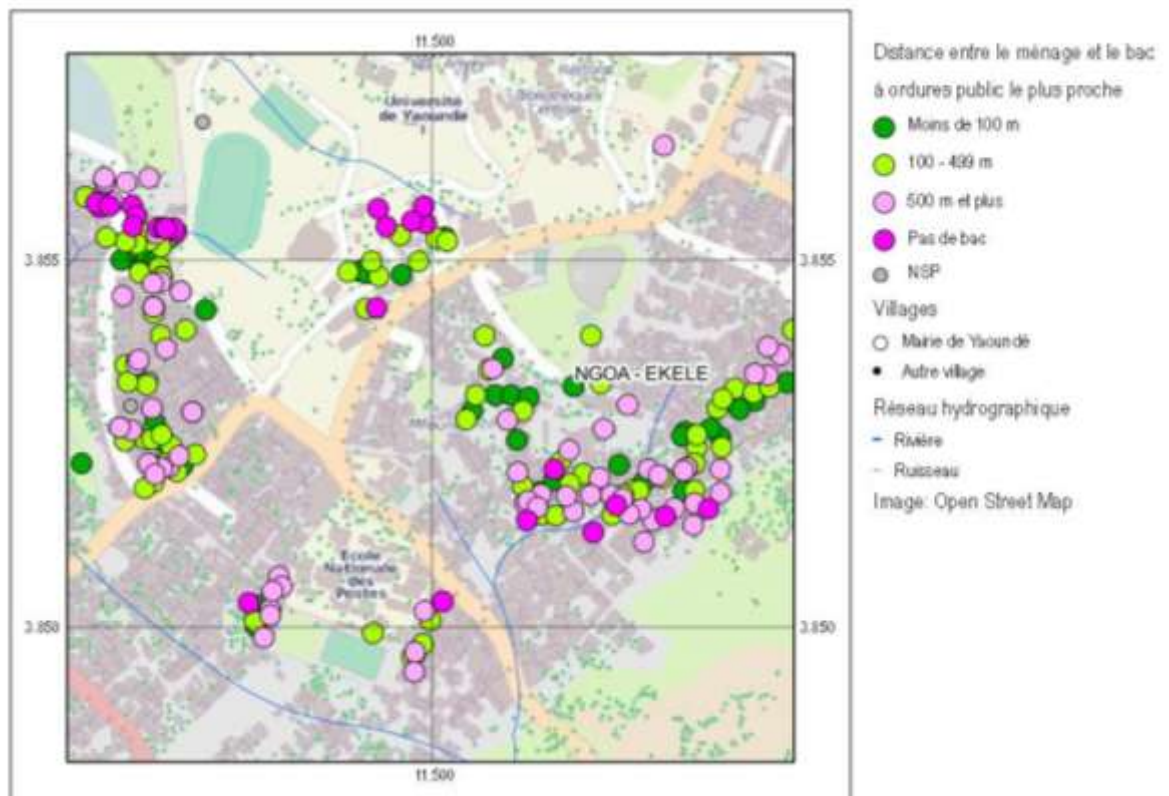 11.500
Université
de Yaoundé
NGOA - EKELE
Ecole
Nationale
des
Postes
3.855
3.855
3.850
3.850
11.500
Distance entre le ménage et le bac
à ordures public le plus proche
Moins de 100 m
100 - 499 m
500 m et plus
Pas de bac
NSP
Villages
Mairie de Yaoundé
Autre village
Réseau hydrographique
Rivière
Ruisseau
Image: Open Street Map